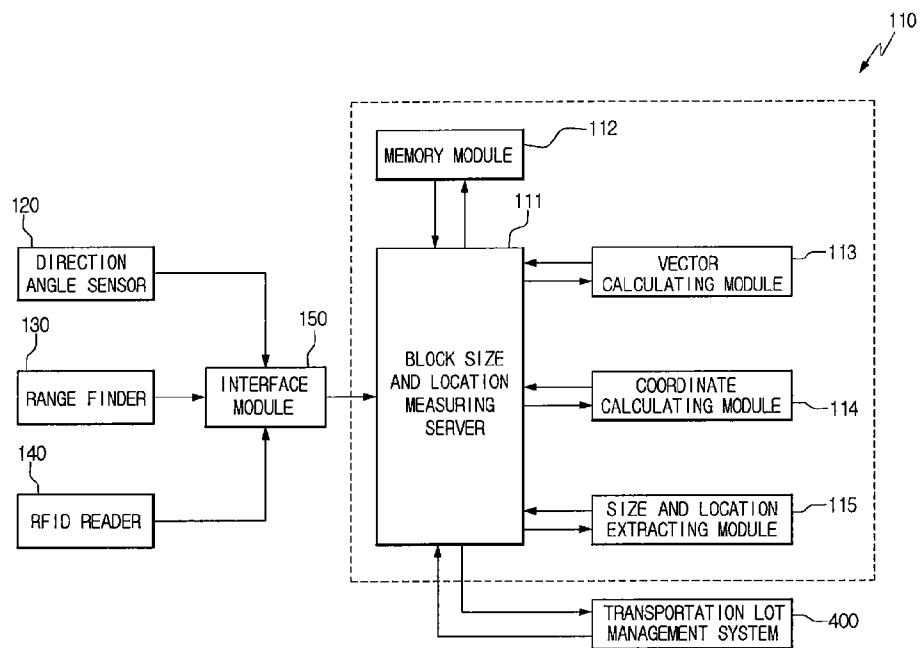 110
112
MEMORY MODULE
111
120
DIRECTION
ANGLE SENSOR
113
VECTOR
CALCULATING MODULE
130
RANGE FINDER
150
INTERFACE
MODULE
BLOCK SIZE
AND LOCATION
MEASURING
SERVER
COORDINATE
CALCULATING MODULE
114
140
RFID READER
SIZE AND LOCATION
EXTRACTING MODULE
115
TRANSPORTATION LOT
MANAGEMENT SYSTEM
400